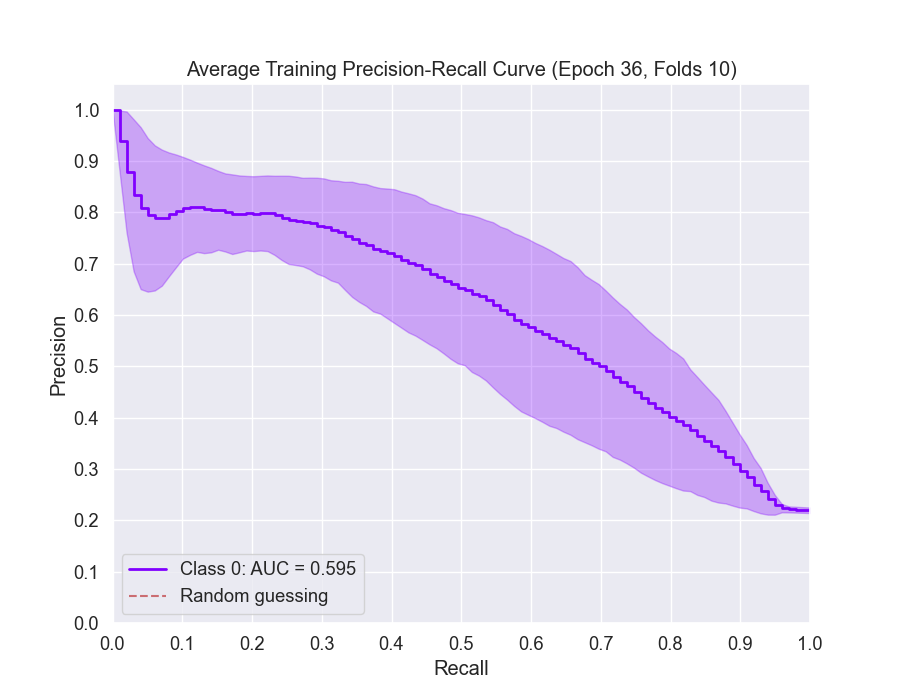 Average Training Precision-Recall Curve (Epoch 36, Folds 10)
1.0
0.9
0.8
0.7
0.6
0.5
0.4
0.3
0.2
0.1
0.0
Precision
Class 0: AUC = 0.595
Random guessing
0.0 0.1 0.2 0.3 0.4 0.5 0.6 0.7 0.8 0.9 1.0
Recall